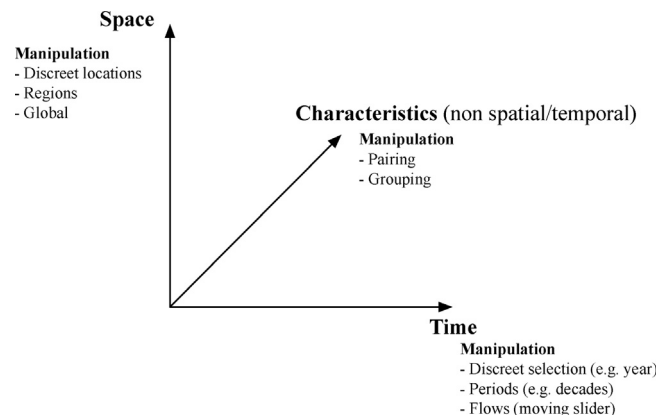 Space
Manipulation
- Discreet locations
- Regions
- Global
Characteristics (non spatial/temporal)
Manipulation
- Pairing
- Grouping
Time
Manipulation
- Discreet selection (e.g. year)
- Periods (e.g. decades)
- Flows (moving slider)